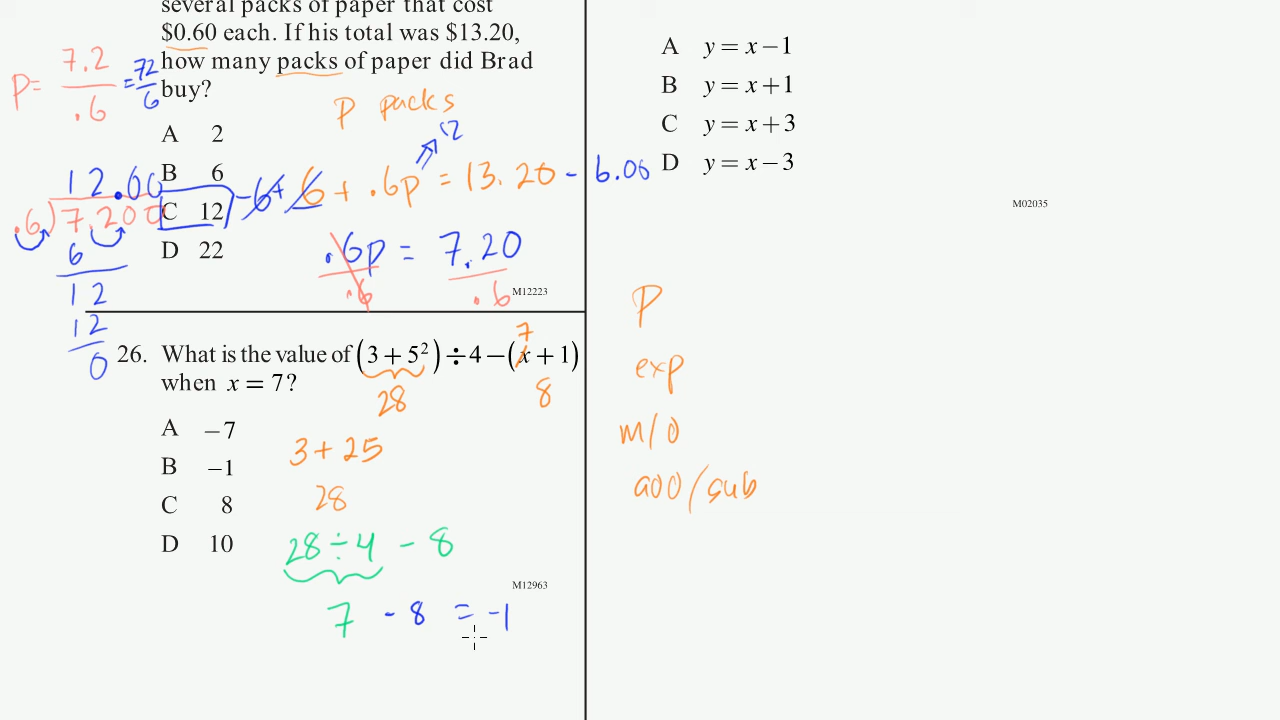 several packs of paper that cost
$0.60 each. If his total was $13.20,
how many packs of paper did Brad
buy?
P packs
A 2
B 6
C 12
D 22
P= 7.2
.6
= 72
6
12
-6+ 6 + .6p = 13.20 - 6.00
.6p = 7.20
.6 .6
12.00
.6)7.200
6
12
12
0
M12223
26. What is the value of (3 + 5²) ÷ 4 − (x + 1)
when x = 7?
7
28
8
A −7
B −1
C 8
D 10
3 + 25
28
28 ÷ 4 - 8
7 - 8 = -1
M12963
A y = x − 1
B y = x + 1
C y = x + 3
D y = x − 3
M02035
P
exp
m/D
aDD/sub